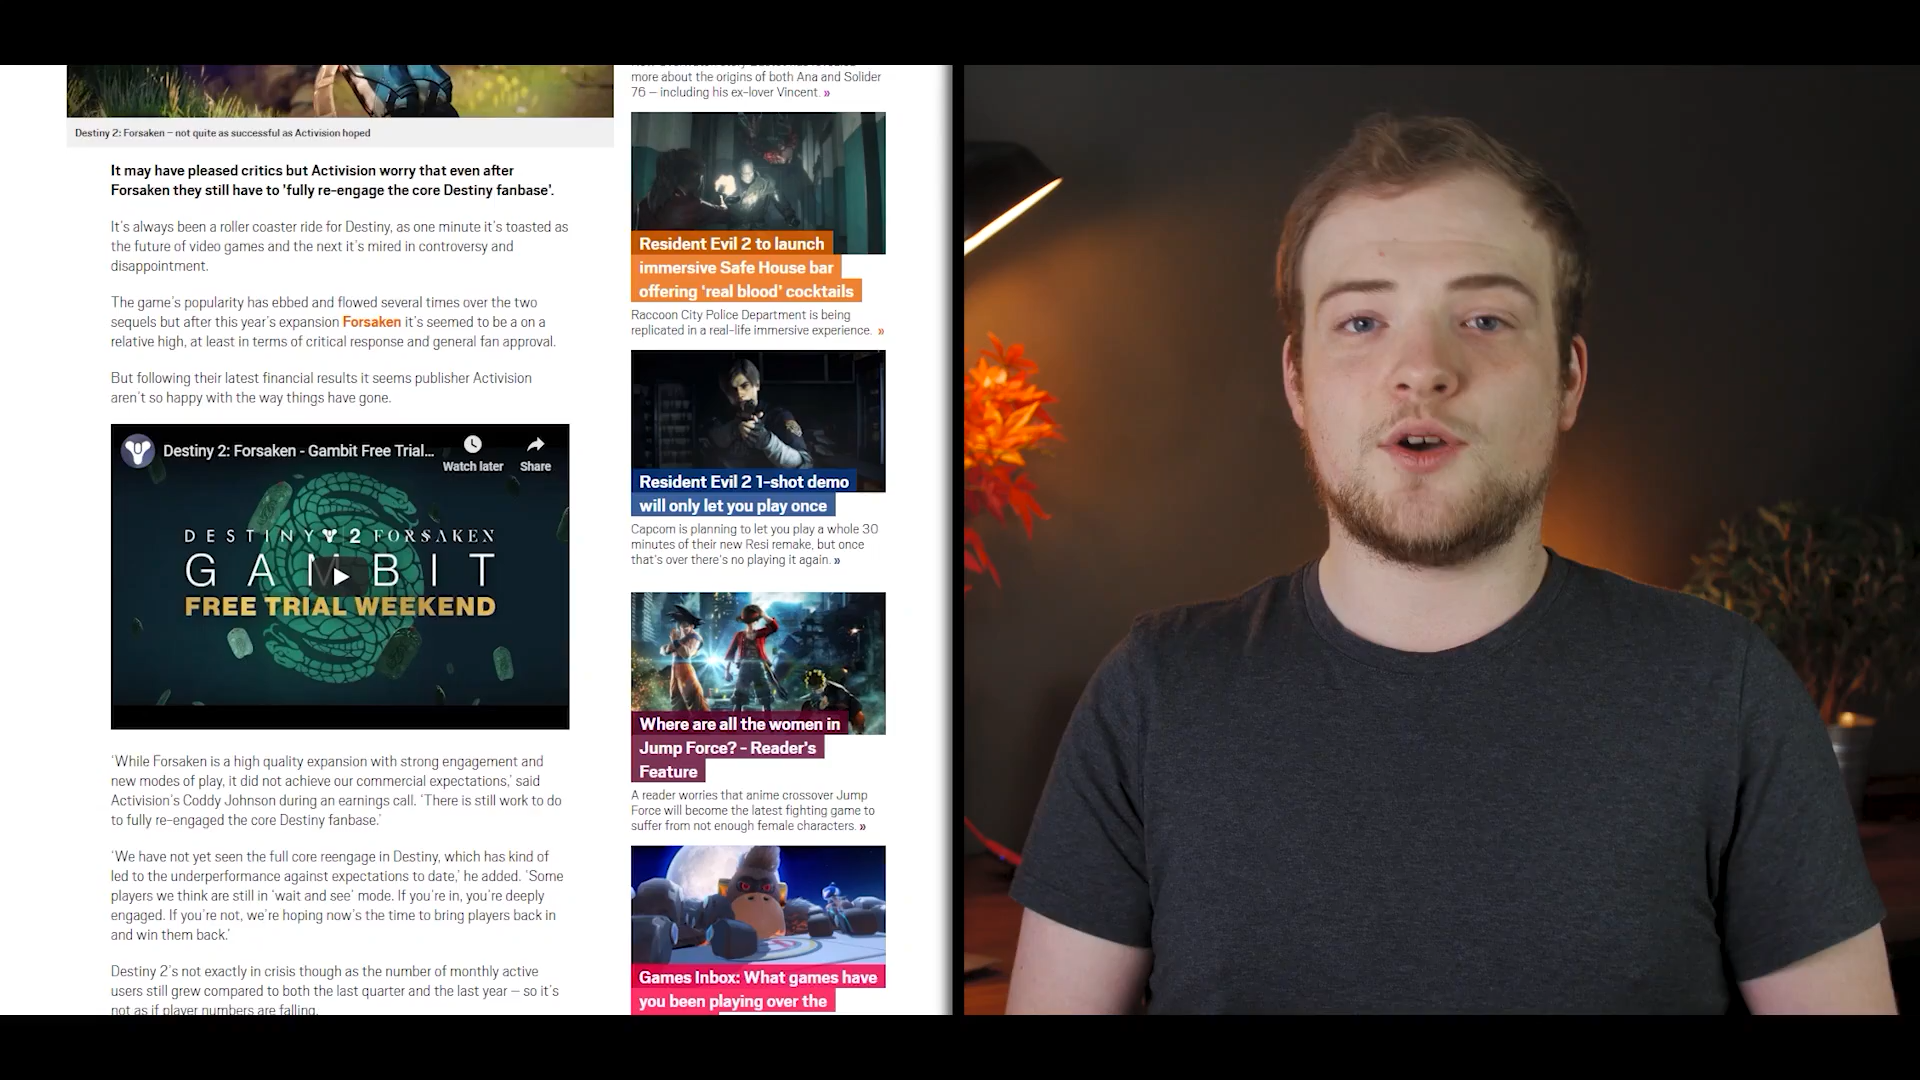 Destiny 2: Forsaken – not quite as successful as Activision hoped
It may have pleased critics but Activision worry that even after
Forsaken they still have to 'fully re-engage the core Destiny fanbase'.
It's always been a roller coaster ride for Destiny, as one minute it's toasted as
the future of video games and the next it's mired in controversy and
disappointment.
The game's popularity has ebbed and flowed several times over the two
sequels but after this year's expansion Forsaken it's seemed to be a on a
relative high, at least in terms of critical response and general fan approval.
But following their latest financial results it seems publisher Activision
aren't so happy with the way things have gone.
Destiny 2: Forsaken - Gambit Free Trial...
Watch later
Share
DESTINY 2 FORSAKEN
GAMBIT
FREE TRIAL WEEKEND
'While Forsaken is a high quality expansion with strong engagement and
new modes of play, it did not achieve our commercial expectations,' said
Activision's Coddy Johnson during an earnings call. 'There is still work to do
to fully re-engaged the core Destiny fanbase.'
'We have not yet seen the full core reengage in Destiny, which has kind of
led to the underperformance against expectations to date,' he added. 'Some
players we think are still in 'wait and see' mode. If you're in, you're deeply
engaged. If you're not, we're hoping now's the time to bring players back in
and win them back.'
Destiny 2's not exactly in crisis though as the number of monthly active
users still grew compared to both the last quarter and the last year – so it's
not as if player numbers are falling.
more about the origins of both Ana and Solider
76 – including his ex-lover Vincent. »
Resident Evil 2 to launch
immersive Safe House bar
offering 'real blood' cocktails
Raccoon City Police Department is being
replicated in a real-life immersive experience. »
Resident Evil 2 1-shot demo
will only let you play once
Capcom is planning to let you play a whole 30
minutes of their new Resi remake, but once
that's over there's no playing it again. »
Where are all the women in
Jump Force? - Reader's
Feature
A reader worries that anime crossover Jump
Force will become the latest fighting game to
suffer from not enough female characters. »
Games Inbox: What games have
you been playing over the